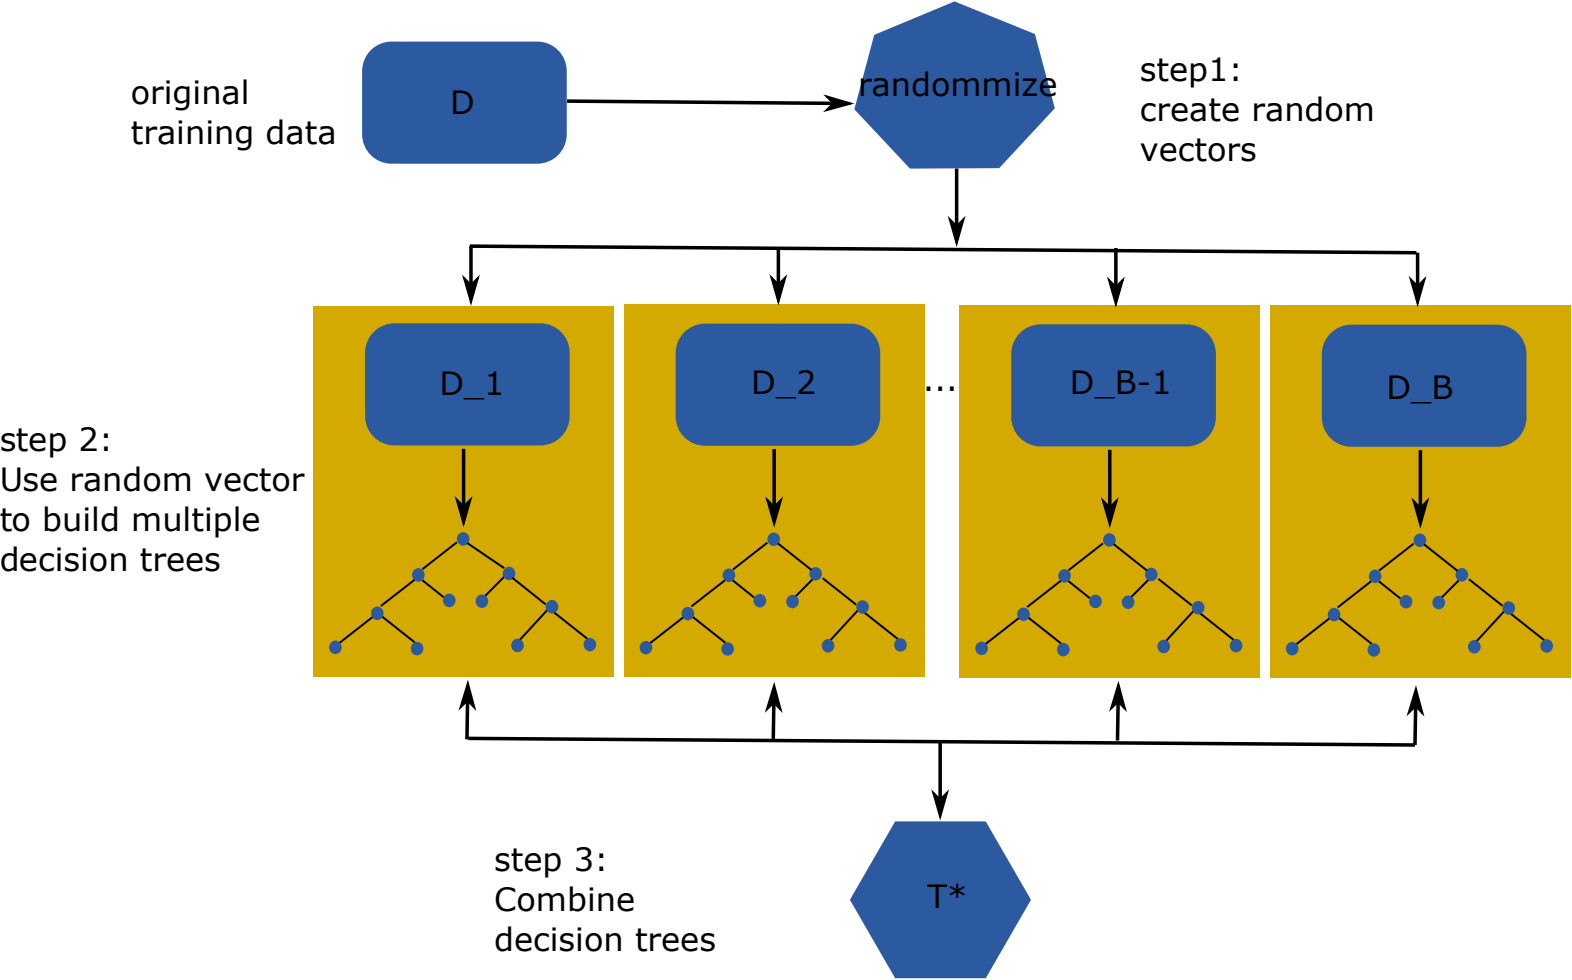 original
training data
D
randommize
step1:
create random
vectors
D_1
D_2
...
D_B-1
D_B
step 2:
Use random vector
to build multiple
decision trees
step 3:
Combine
decision trees
T*